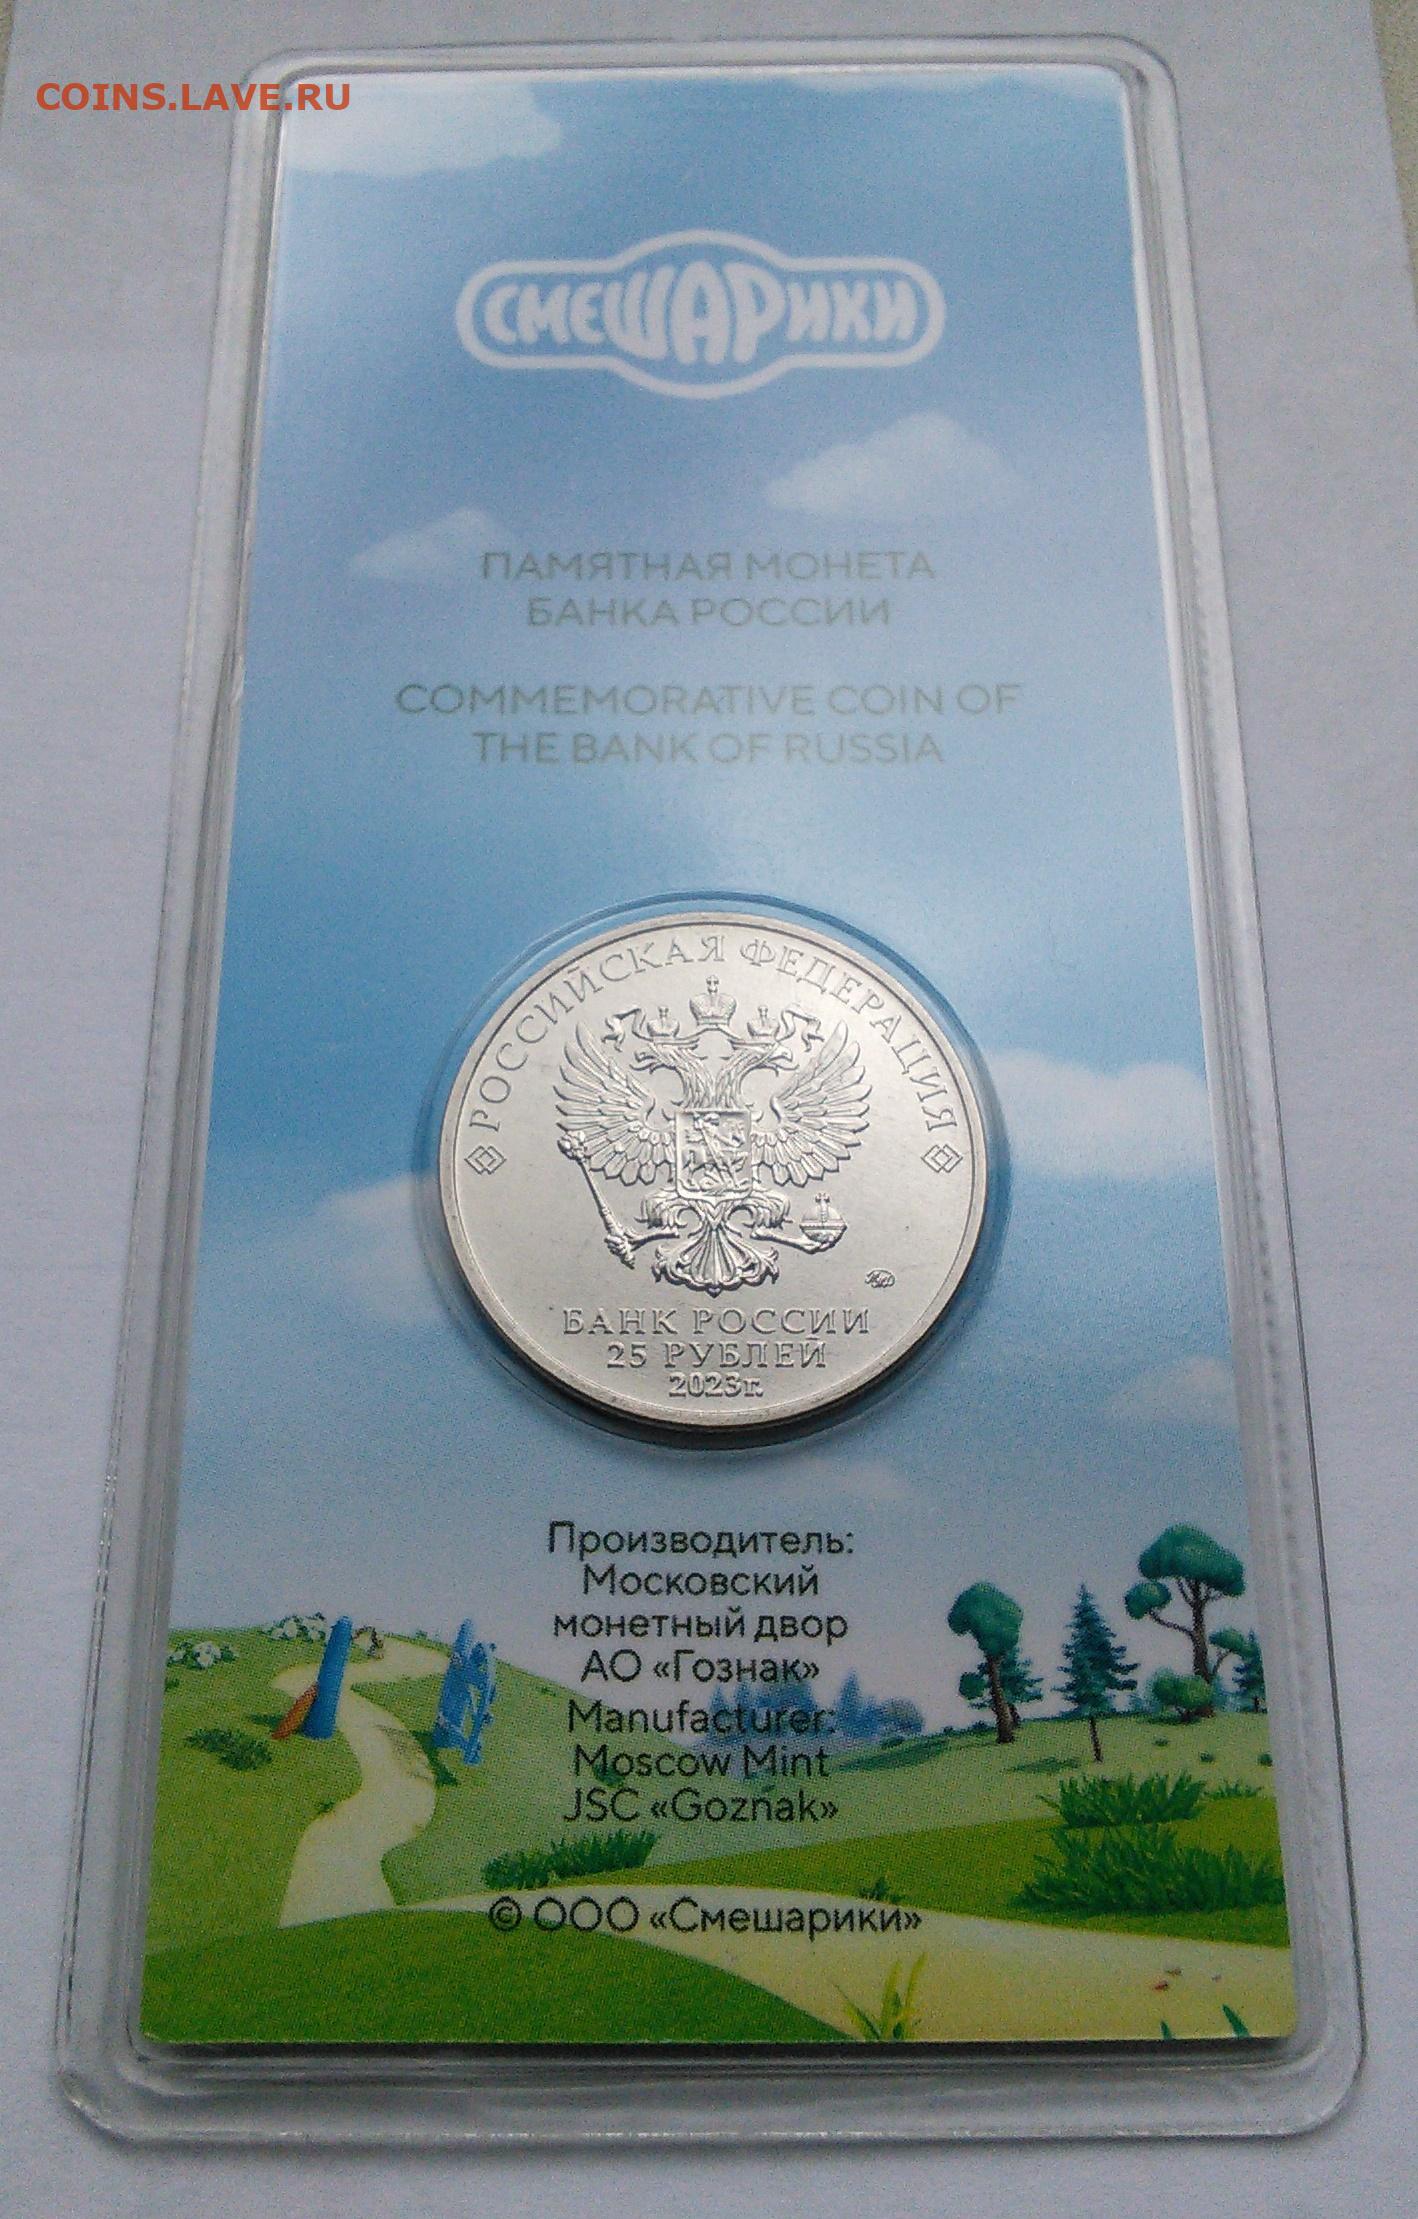 COINS.LAVE.RU
СМЕШАРИКИ
ПАМЯТНАЯ МОНЕТА
БАНКА РОССИИ
COMMEMORATIVE COIN OF
THE BANK OF RUSSIA
РОССИЙСКАЯ ФЕДЕРАЦИЯ
ММД
БАНК РОССИИ
25 РУБЛЕЙ
2023г.
Производитель:
Московский
монетный двор
АО «Гознак»
Manufacturer:
Moscow Mint
JSC «Goznak»
© ООО «Смешарики»